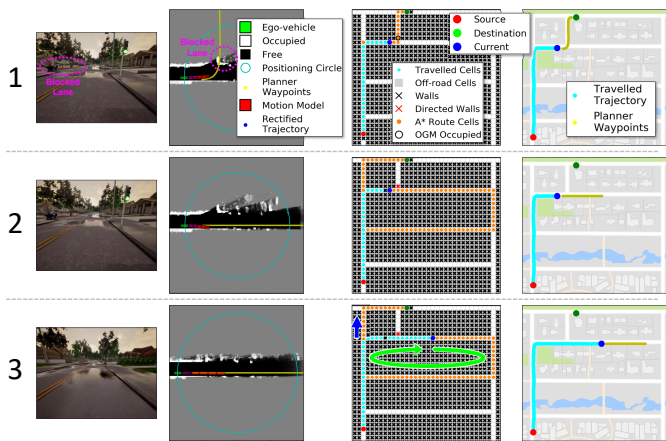 1
Blocked
Lane
Blocked
Lane
Ego-vehicle
Occupied
Free
Positioning Circle
Planner
Waypoints
Motion Model
Rectified
Trajectory
Source
Destination
Current
Travelled Cells
Off-road Cells
Walls
Directed Walls
A* Route Cells
OGM Occupied
Travelled
Trajectory
Planner
Waypoints
2
3